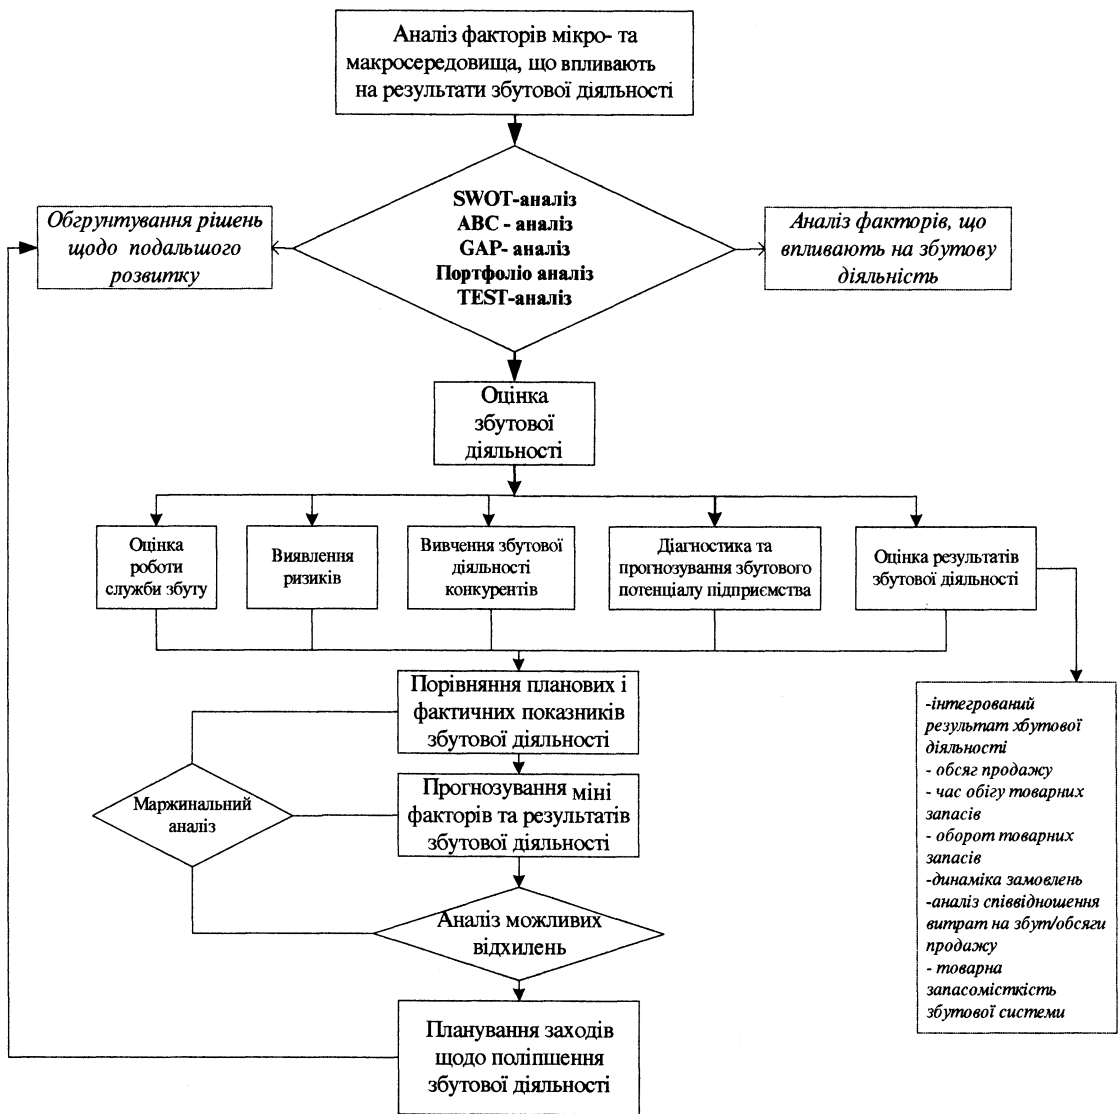 Аналіз факторів мікро- та
макросередовища, що впливають
на результати збутової діяльності
SWOT-аналіз
ABC - аналіз
GAP- аналіз
Портфоліо аналіз
TEST-аналіз
Обгрунтування рішень
щодо подальшого
розвитку
Аналіз факторів, що
впливають на збутову
діяльність
Оцінка
збутової
діяльності
Оцінка
роботи
служби збуту
Виявлення
ризиків
Вивчення збутової
діяльності
конкурентів
Діагностика та
прогнозування збутового
потенціалу підприємства
Оцінка результатів
збутової діяльності
Порівняння планових і
фактичних показників
збутової діяльності
Прогнозування міні
факторів та результатів
збутової діяльності
Маржинальний
аналіз
Аналіз можливих
відхилень
Планування заходів
щодо поліпшення
збутової діяльності
-інтегрований
результат хбутової
діяльності
- обсяг продажу
- час обігу товарних
запасів
- оборот товарних
запасів
-динаміка замовлень
-аналіз співвідношення
витрат на збут/обсяги
продажу
- товарна
запасомісткість
збутової системи